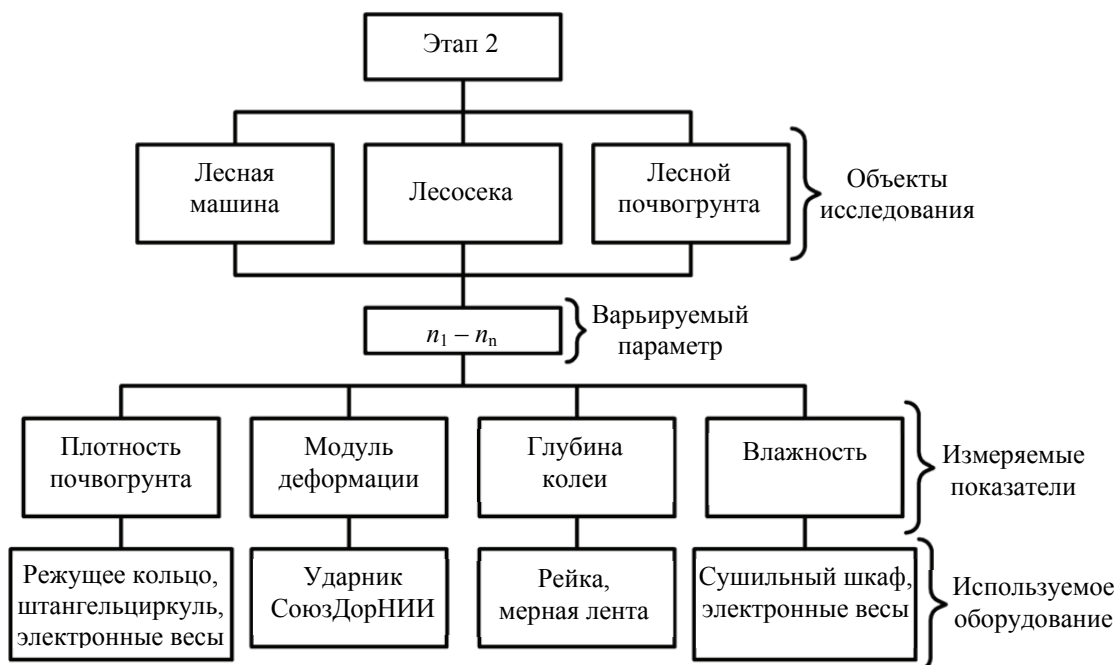 Этап 2
Лесная
машина
Лесосека
Лесной
почвогрунта
Объекты
исследования
n₁ – nₙ
Варьируемый
параметр
Плотность
почвогрунта
Модуль
деформации
Глубина
колеи
Влажность
Измеряемые
показатели
Режущее кольцо,
штангельциркуль,
электронные весы
Ударник
СоюзДорНИИ
Рейка,
мерная лента
Сушильный шкаф,
электронные весы
Используемое
оборудование